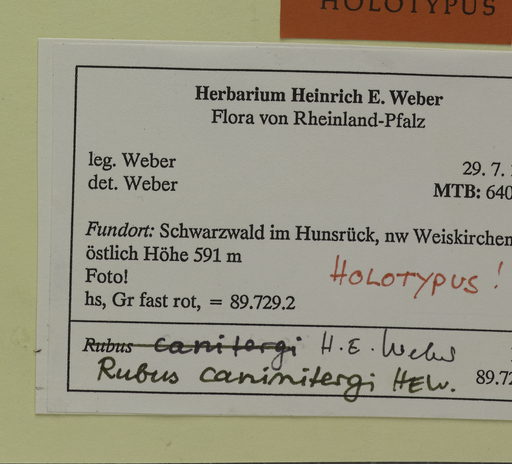 HOLOTYPUS
Herbarium Heinrich E. Weber
Flora von Rheinland-Pfalz
leg. Weber 29. 7.
det. Weber MTB: 640
Fundort: Schwarzwald im Hunsrück, nw Weiskirchen
östlich Höhe 591 m
Foto!
HOLOTYPUS!
hs, Gr fast rot, = 89.729.2
Rubus canitergi H. E. Weber
Rubus caninitergi HEW. 89.72